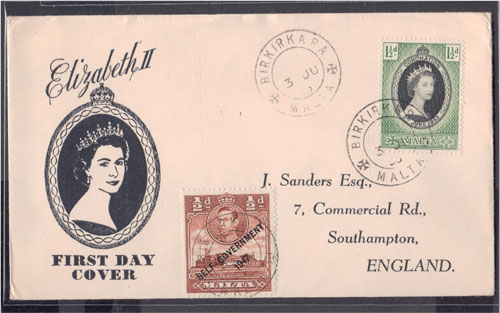 Elizabeth II
FIRST DAY
COVER
BIRKIRKARA
3 JU
MALTA
1½d 1½d
CORONATION
MALTA
BIRKIRKARA
MALTA
½d ½d
SELF-GOVERNMENT
1947
MALTA
J. Sanders Esq.,
7, Commercial Rd.,
Southampton,
ENGLAND.